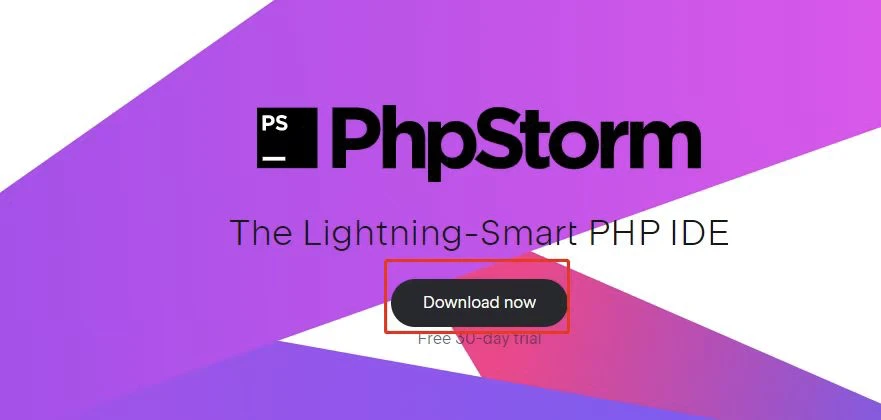 PS
PhpStorm
The Lightning-Smart PHP IDE
Download now
Free 30-day trial